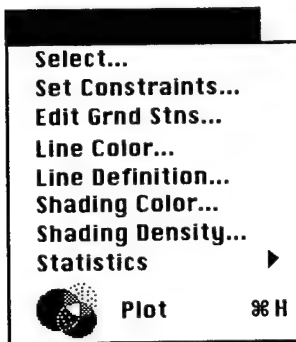 Select...
Set Constraints...
Edit Grnd Stns...
Line Color...
Line Definition...
Shading Color...
Shading Density...
Statistics ▶
Plot ⌘H